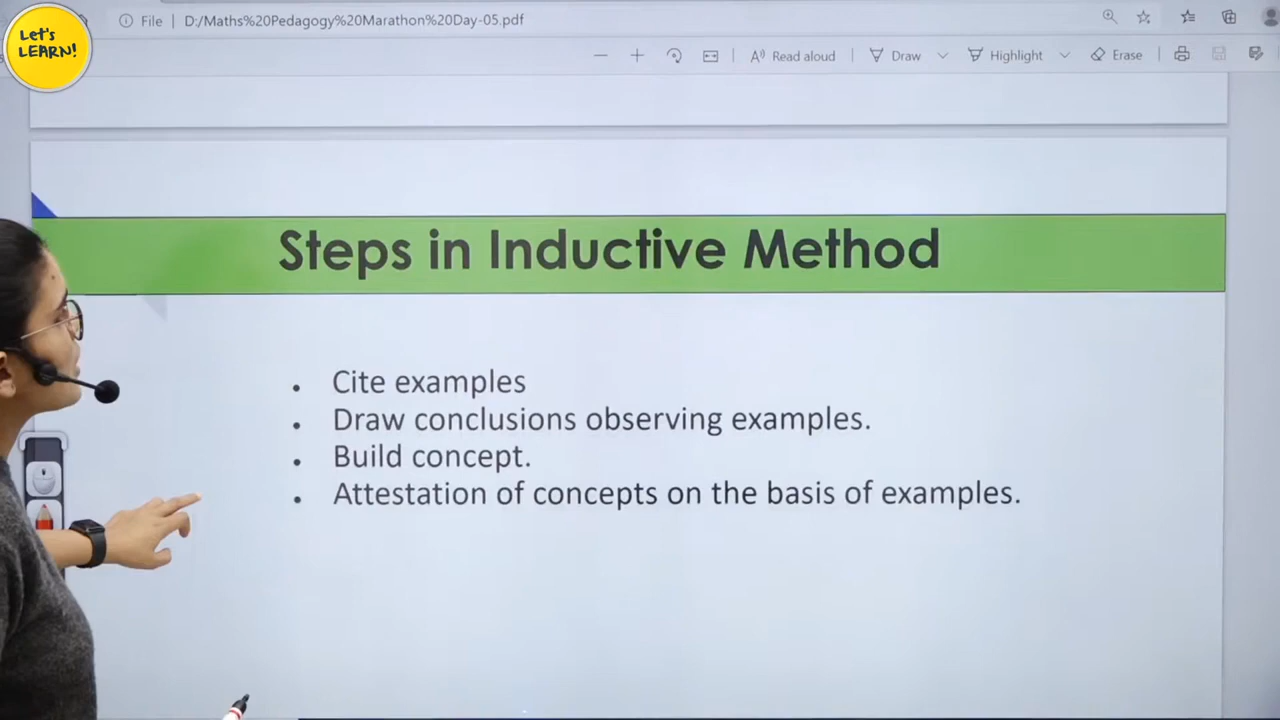 Let's
LEARN!
File
D:/Maths%20Pedagogy%20Marathon%20Day-05.pdf
Read aloud
Draw
Highlight
Erase
Steps in Inductive Method
• Cite examples
• Draw conclusions observing examples.
• Build concept.
• Attestation of concepts on the basis of examples.